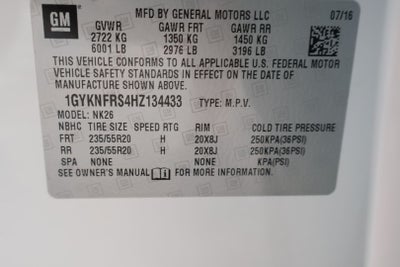 GM
MFD BY GENERAL MOTORS LLC 07/16
GVWR GAWR FRT GAWR RR
2722 KG 1350 KG 1450 KG
6001 LB 2976 LB 3196 LB
THIS VEHICLE CONFORMS TO ALL APPLICABLE U.S. FEDERAL MOTOR
VEHICLE SAFETY STANDARDS IN EFFECT ON THE DATE OF
MANUFACTURE SHOWN ABOVE.
1GYKNFRS4HZ134433 TYPE: M.P.V.
MODEL: NK26
NBHC TIRE SIZE SPEED RTG RIM COLD TIRE PRESSURE
FRT 235/55R20 H 20X8J 250KPA(36PSI)
RR 235/55R20 H 20X8J 250KPA(36PSI)
SPA NONE NONE KPA(PSI)
SEE OWNER'S MANUAL FOR MORE INFORMATION.